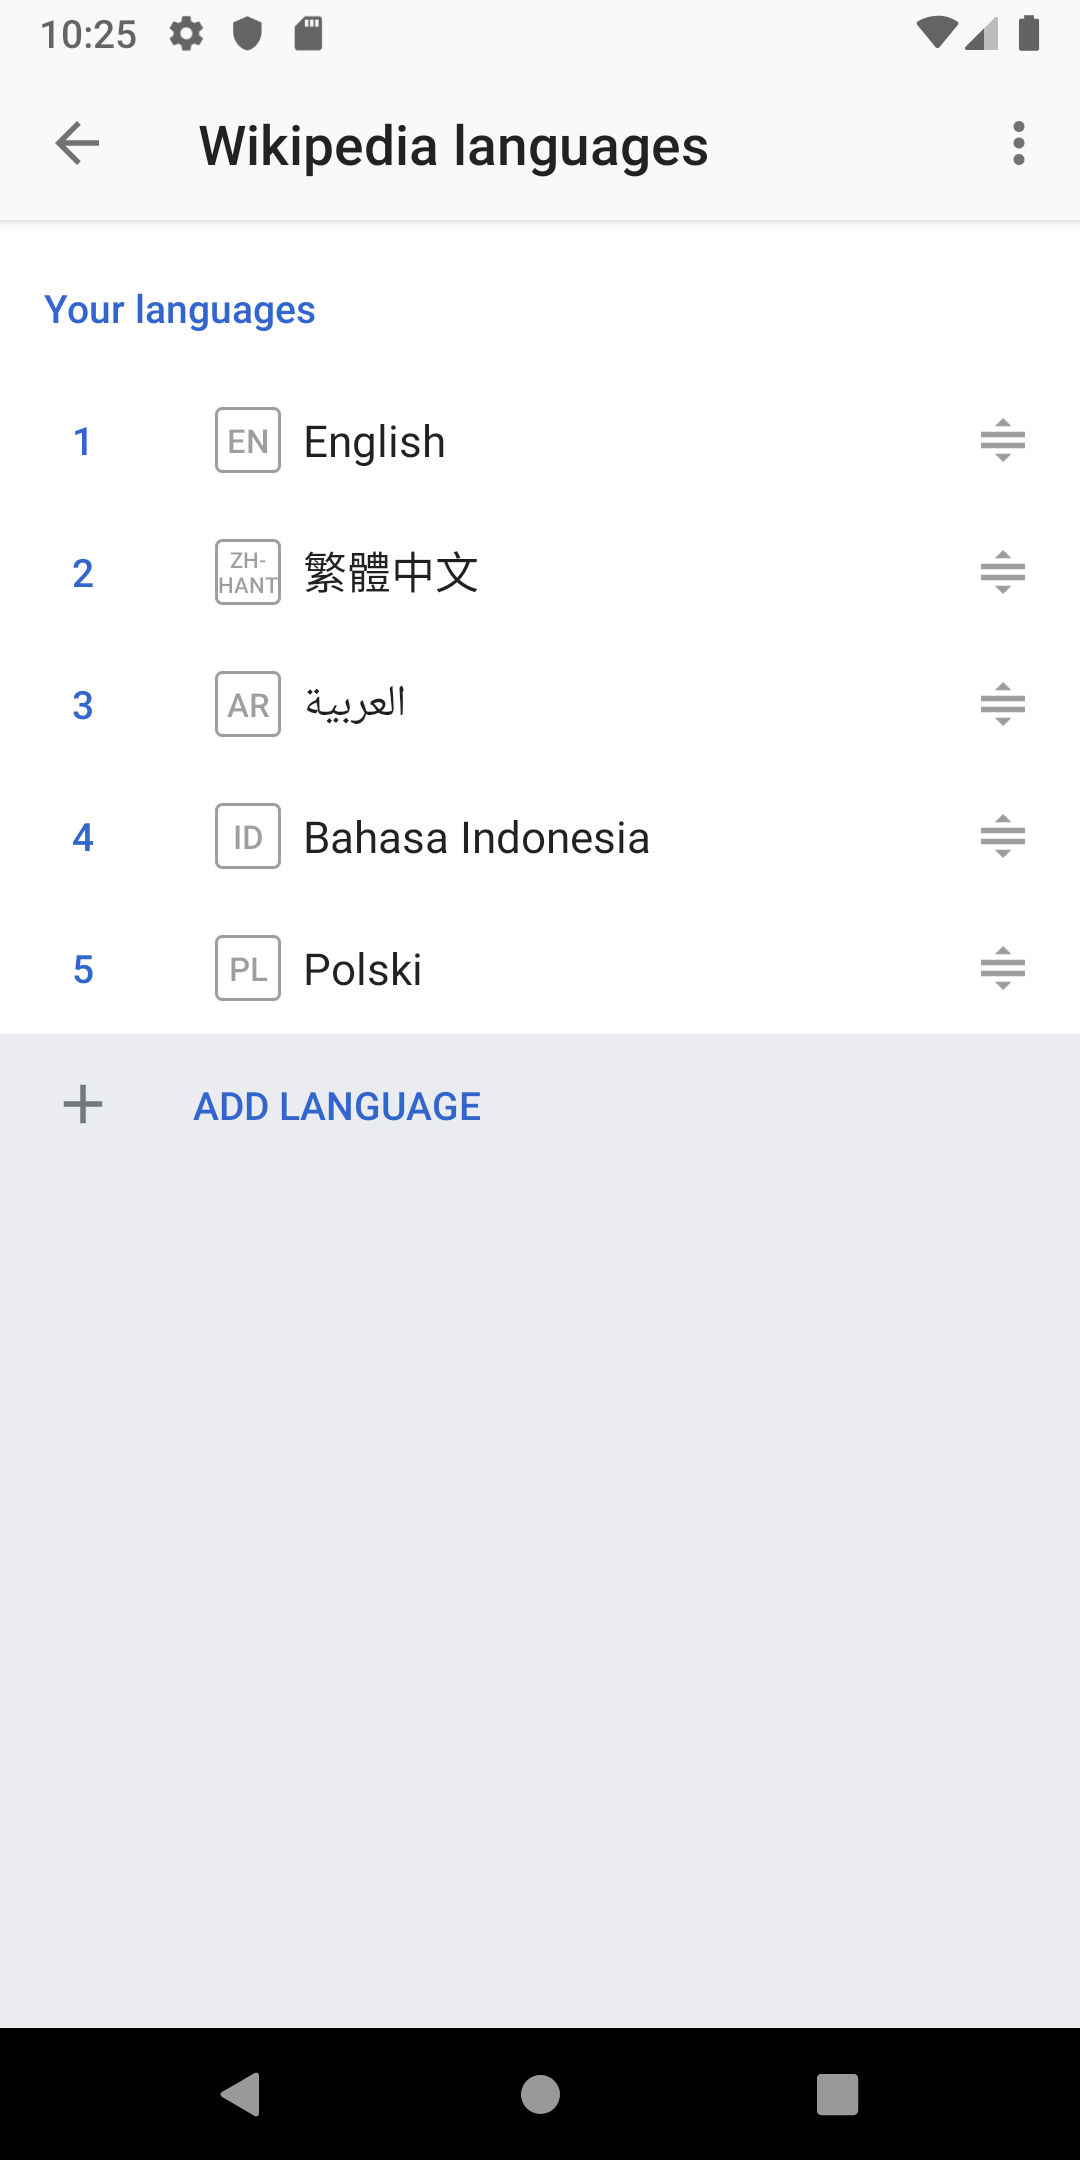 10:25
Wikipedia languages
Your languages
1 EN English
2 ZH-HANT 繁體中文
3 AR العربية
4 ID Bahasa Indonesia
5 PL Polski
ADD LANGUAGE